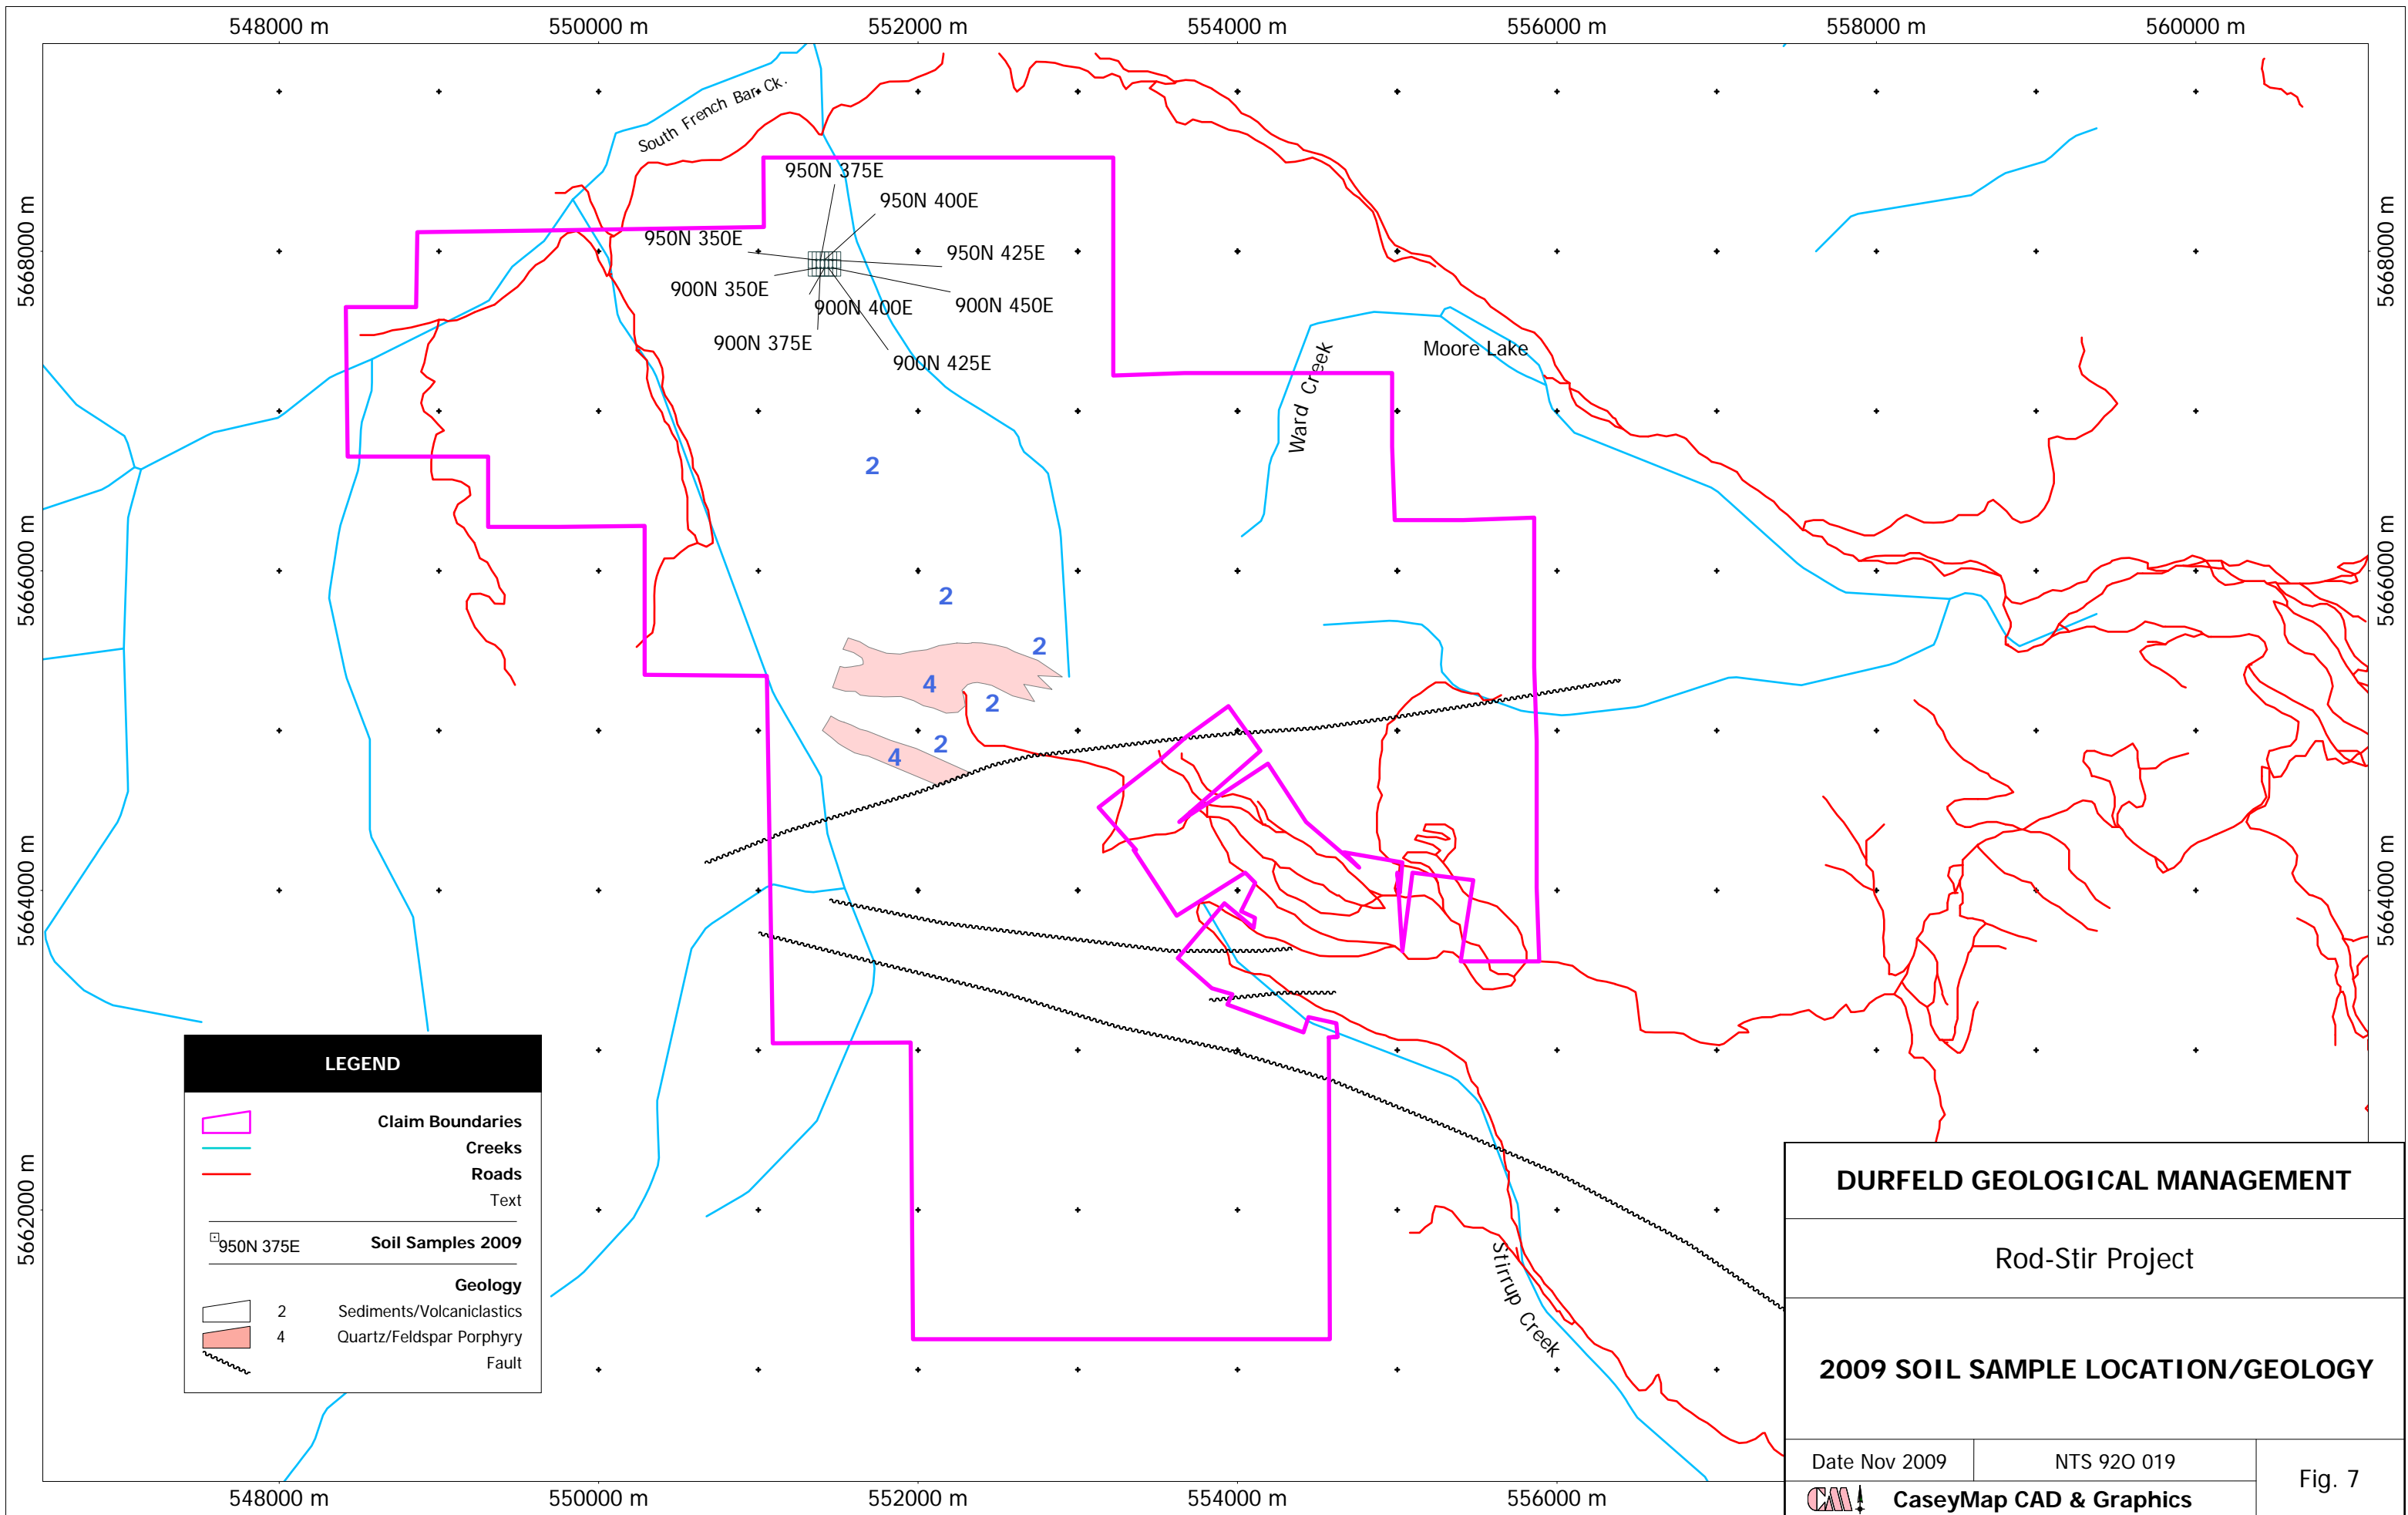 548000 m
550000 m
552000 m
554000 m
556000 m
558000 m
560000 m
South French Bar Ck.
950N 375E
950N 400E
5668000 m
950N 350E
950N 425E
5668000 m
900N 350E
900N 400E
900N 450E
900N 375E
900N 425E
Ward Creek
Moore Lake
2
5666000 m
2
5666000 m
2
4
2
2
4
5664000 m
5664000 m
LEGEND
Claim Boundaries
Creeks
Roads
Text
950N 375E Soil Samples 2009
Geology
2 Sediments/Volcaniclastics
4 Quartz/Feldspar Porphyry
Fault
5662000 m
Stirrup Creek
DURFELD GEOLOGICAL MANAGEMENT
Rod-Stir Project
2009 SOIL SAMPLE LOCATION/GEOLOGY
Date Nov 2009
NTS 92O 019
Fig. 7
CaseyMap CAD & Graphics
548000 m
550000 m
552000 m
554000 m
556000 m